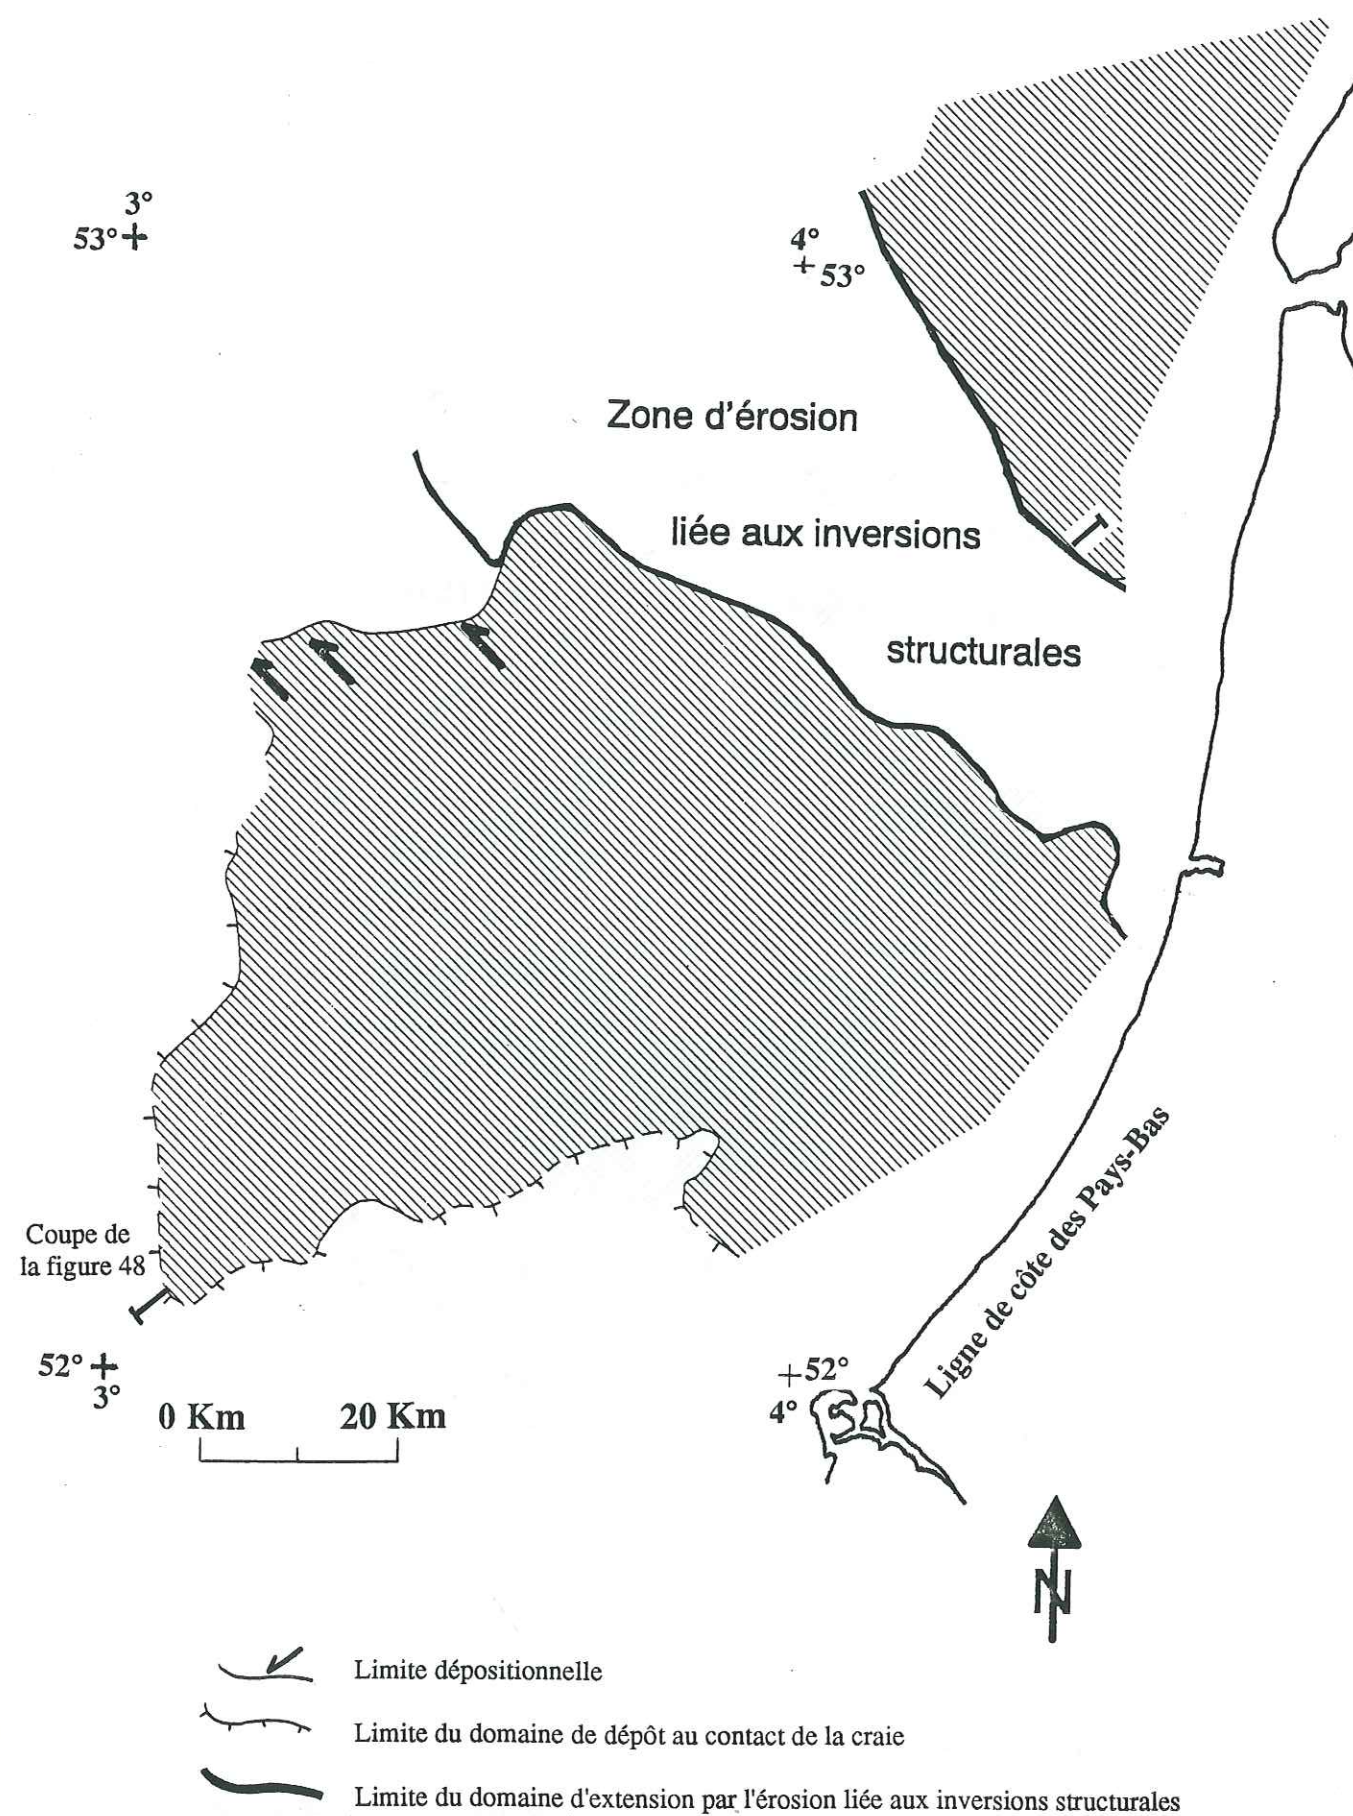 3°
53°
4°
53°
Zone d'érosion
liée aux inversions
structurales
Coupe de
la figure 48
Ligne de côte des Pays-Bas
52°
3°
52°
4°
0 Km 20 Km
N
Limite dépositionnelle
Limite du domaine de dépôt au contact de la craie
Limite du domaine d'extension par l'érosion liée aux inversions structurales